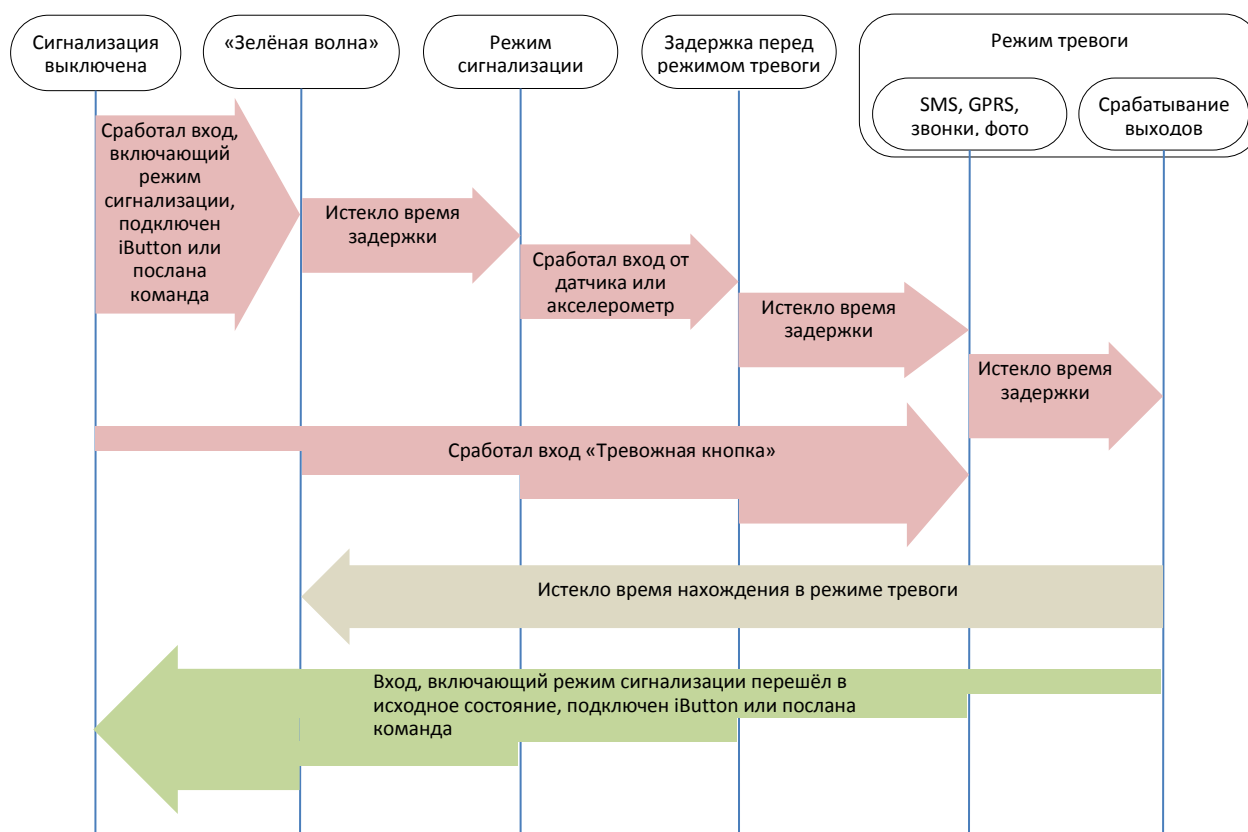 Сигнализация
выключена
«Зелёная волна»
Режим
сигнализации
Задержка перед
режимом тревоги
Режим тревоги
SMS, GPRS,
звонки, фото
Срабатывание
выходов
Сработал вход,
включающий
режим
сигнализации,
подключен
iButton или
послана
команда
Истекло время
задержки
Сработал вход от
датчика или
акселерометр
Истекло время
задержки
Истекло время
задержки
Сработал вход «Тревожная кнопка»
Истекло время нахождения в режиме тревоги
Вход, включающий режим сигнализации перешёл в
исходное состояние, подключен iButton или послана
команда